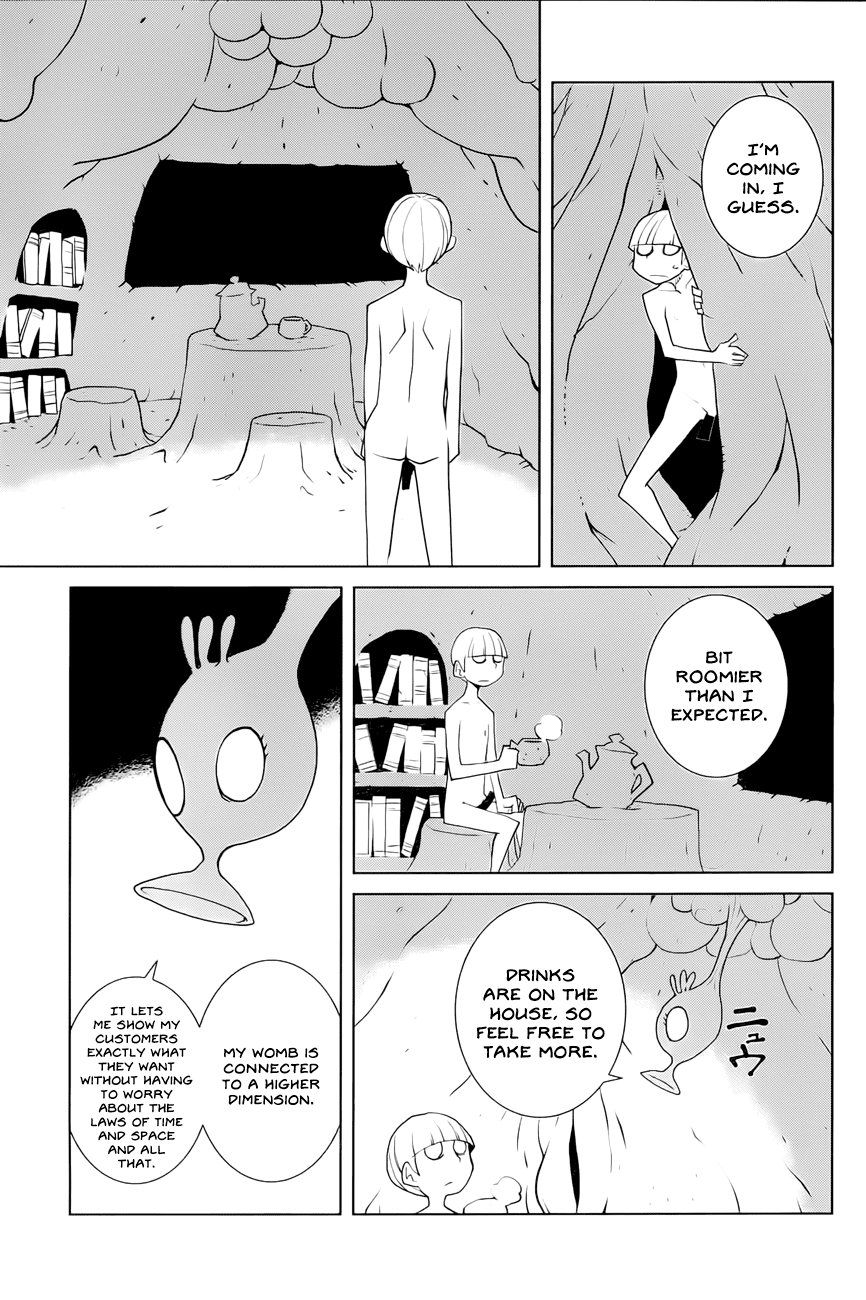 I'M
COMING
IN, I
GUESS.
BIT
ROOMIER
THAN I
EXPECTED.
DRINKS
ARE ON THE
HOUSE, SO
FEEL FREE TO
TAKE MORE.
ニュウ
MY WOMB IS
CONNECTED
TO A HIGHER
DIMENSION.
IT LETS
ME SHOW MY
CUSTOMERS
EXACTLY WHAT
THEY WANT
WITHOUT HAVING
TO WORRY
ABOUT THE
LAWS OF TIME
AND SPACE
AND ALL
THAT.